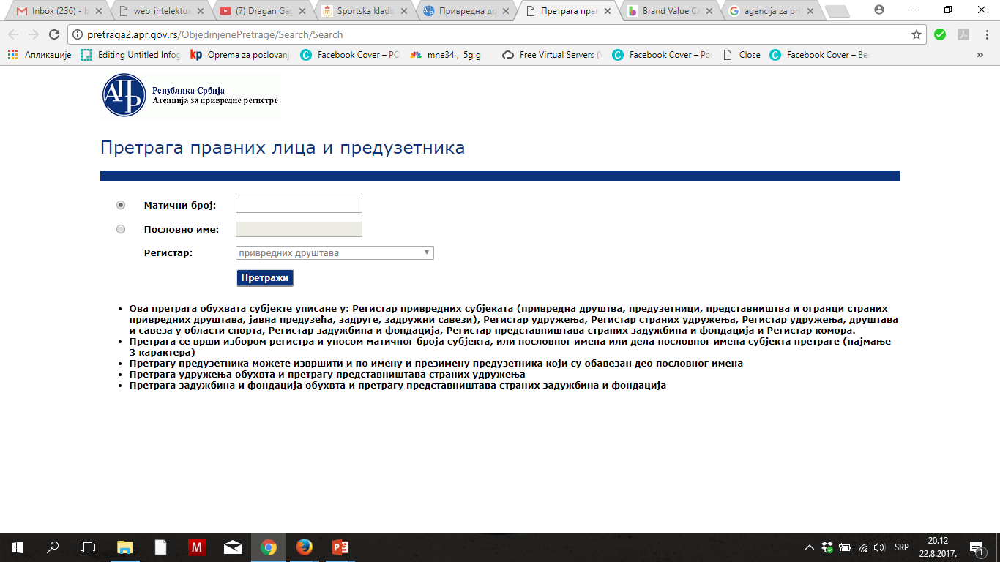 Inbox (236) - b
web_intelektua
(7) Dragan Gag
Sportska kladic
Привредна др
Претрага прав
Brand Value Ca
agencija za pri
pretraga2.apr.gov.rs/ObjedinjenePretrage/Search/Search
Апликације
Editing Untitled Infog
kp
Oprema za poslovanj
Facebook Cover – PO
mne34 , 5g g
Free Virtual Servers (V
Facebook Cover – Po
Close
Facebook Cover – Be
»
АПР
Република Србија
Агенција за привредне регистре
Претрага правних лица и предузетника
Матични број:
Пословно име:
Регистар:
привредних друштава
Претражи
• Ова претрага обухвата субјекте уписане у: Регистар привредних субјеката (привредна друштва, предузетници, представништва и огранци страних
привредних друштава, јавна предузећа, задруге, задружни савези), Регистар удружења, Регистар страних удружења, Регистар удружења, друштава
и савеза у области спорта, Регистар задужбина и фондација, Регистар представништава страних задужбина и фондација и Регистар комора.
• Претрага се врши избором регистра и уносом матичног броја субјекта, или пословног имена или дела пословног имена субјекта претраге (најмање
3 карактера)
• Претрагу предузетника можете извршити и по имену и презимену предузетника који су обавезан део пословног имена
• Претрага удружења обухвта и претрагу представништава страних удружења
• Претрага задужбина и фондација обухвта и претрагу представништава страних задужбина и фондација
M
SRP
20.12
22.8.2017.
1